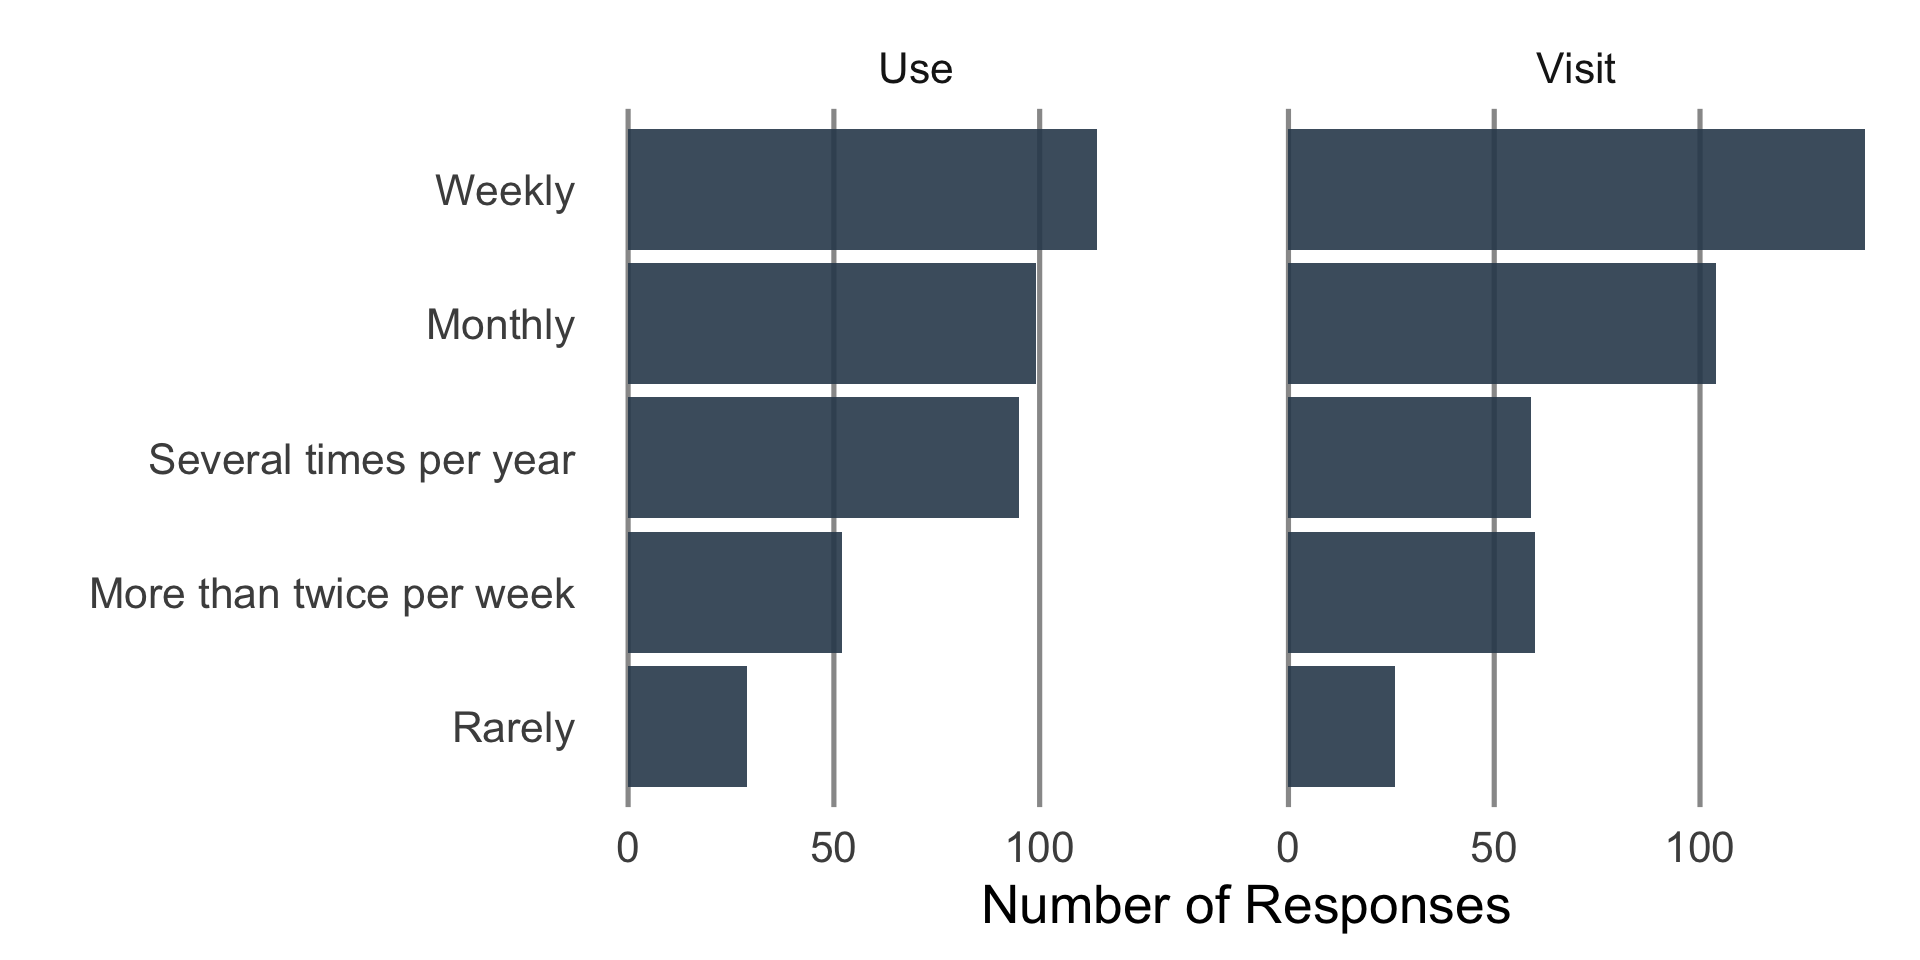 Use
Visit
Weekly
Monthly
Several times per year
More than twice per week
Rarely
0 50 100 0 50 100
Number of Responses